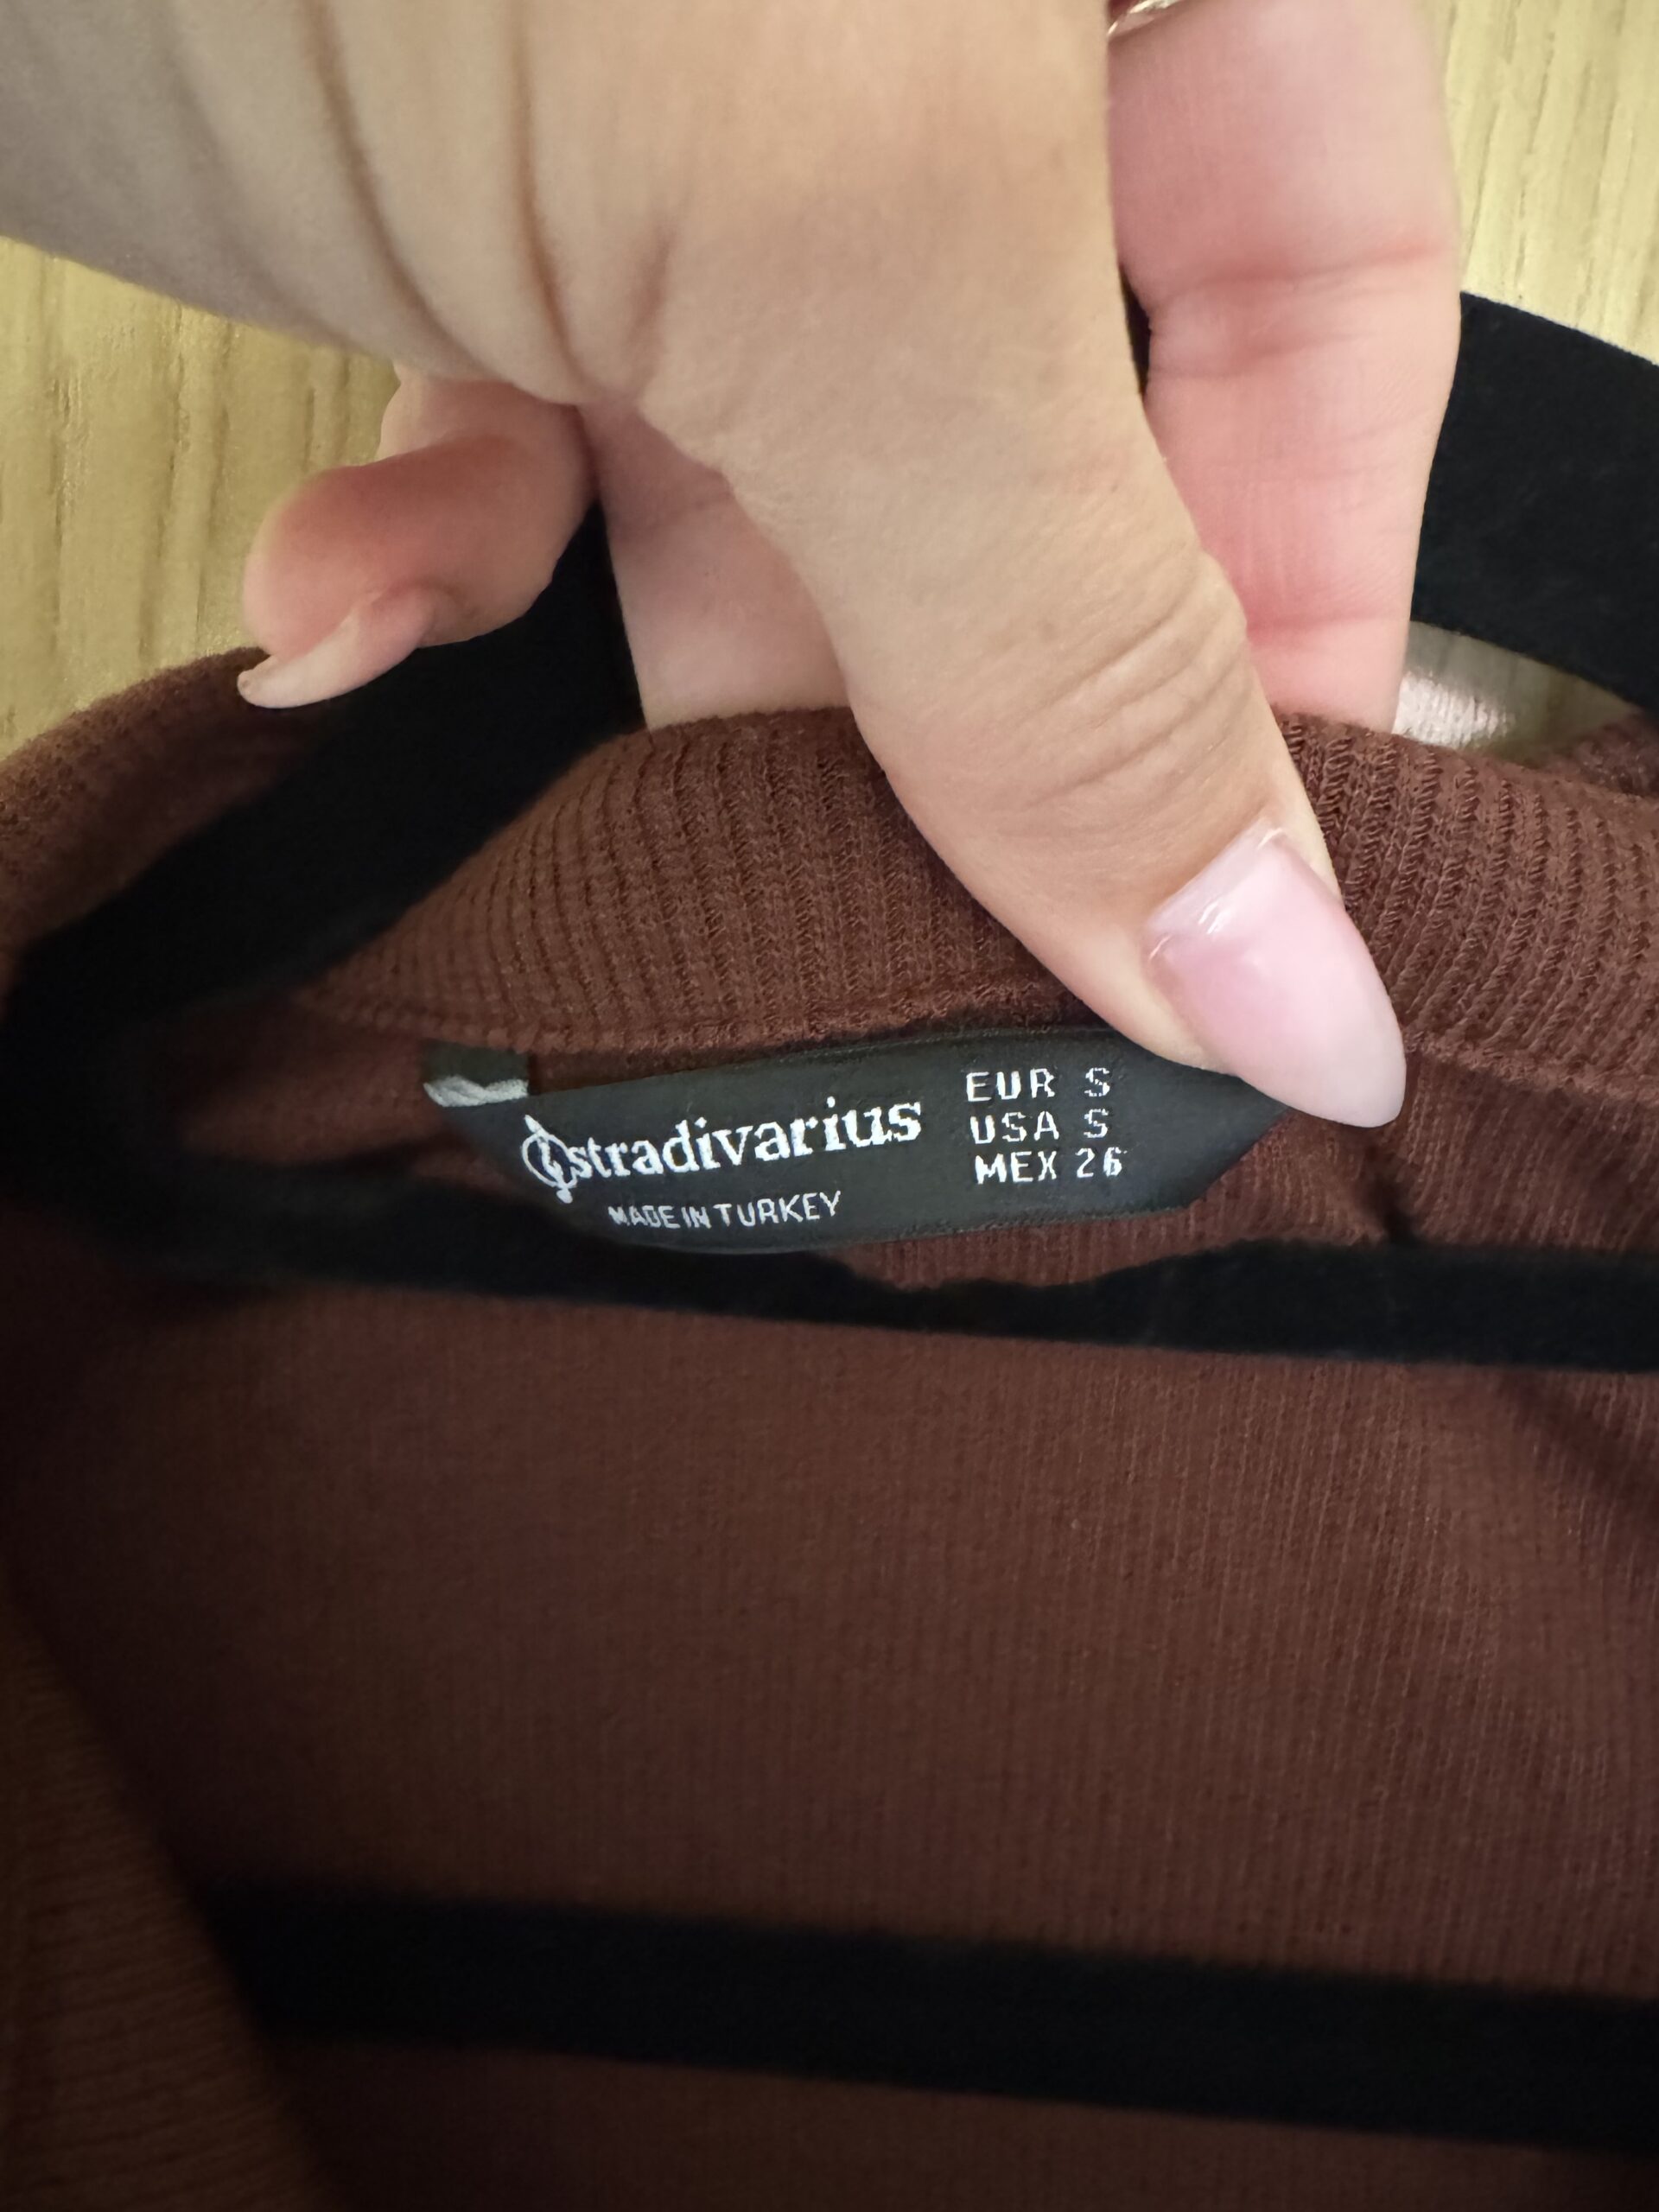 stradivarius
MADE IN TURKEY
EUR S
USA S
MEX 26